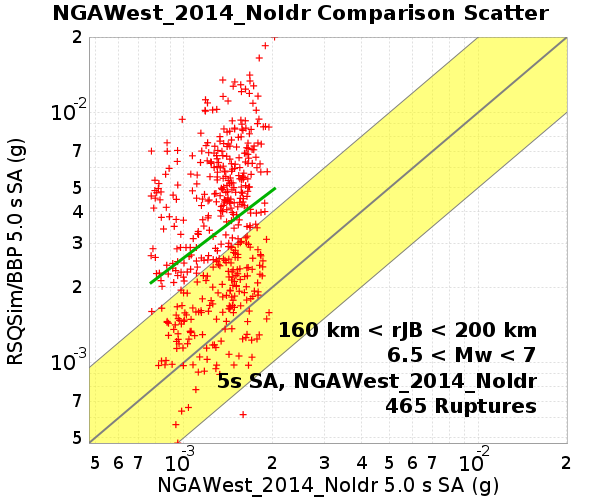 NGAWest_2014_NoIdr Comparison Scatter
RSQSim/BBP 5.0 s SA (g)
2
10-2
7
5
4
3
2
10-3
7
5
160 km < rJB < 200 km
6.5 < Mw < 7
5s SA, NGAWest_2014_NoIdr
465 Ruptures
5 6 7 10-3 2 3 4 5 6 7 10-2 2
NGAWest_2014_NoIdr 5.0 s SA (g)